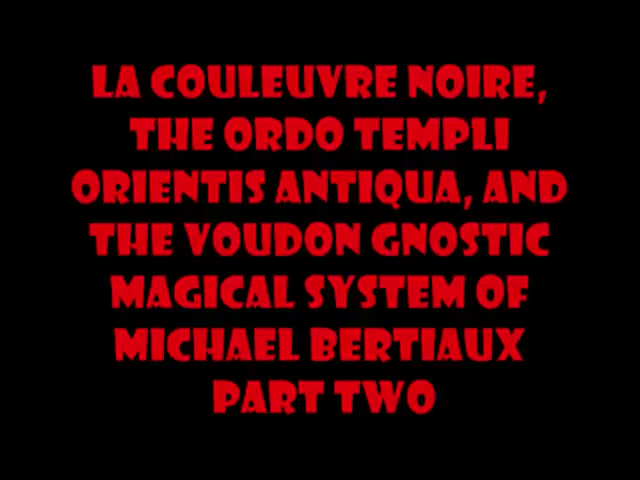 LA COULEUVRE NOIRE,
THE ORDO TEMPLI
ORIENTIS ANTIQUA, AND
THE VOUDON GNOSTIC
MAGICAL SYSTEM OF
MICHAEL BERTIAUX
PART TWO